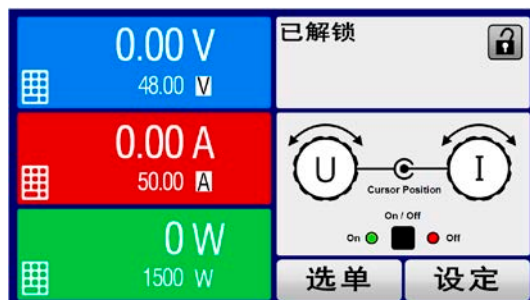 0.00 V
48.00 V
0.00 A
50.00 A
0 W
1500 W
已解锁
U
I
Cursor Position
On / Off
On
Off
选单
设定